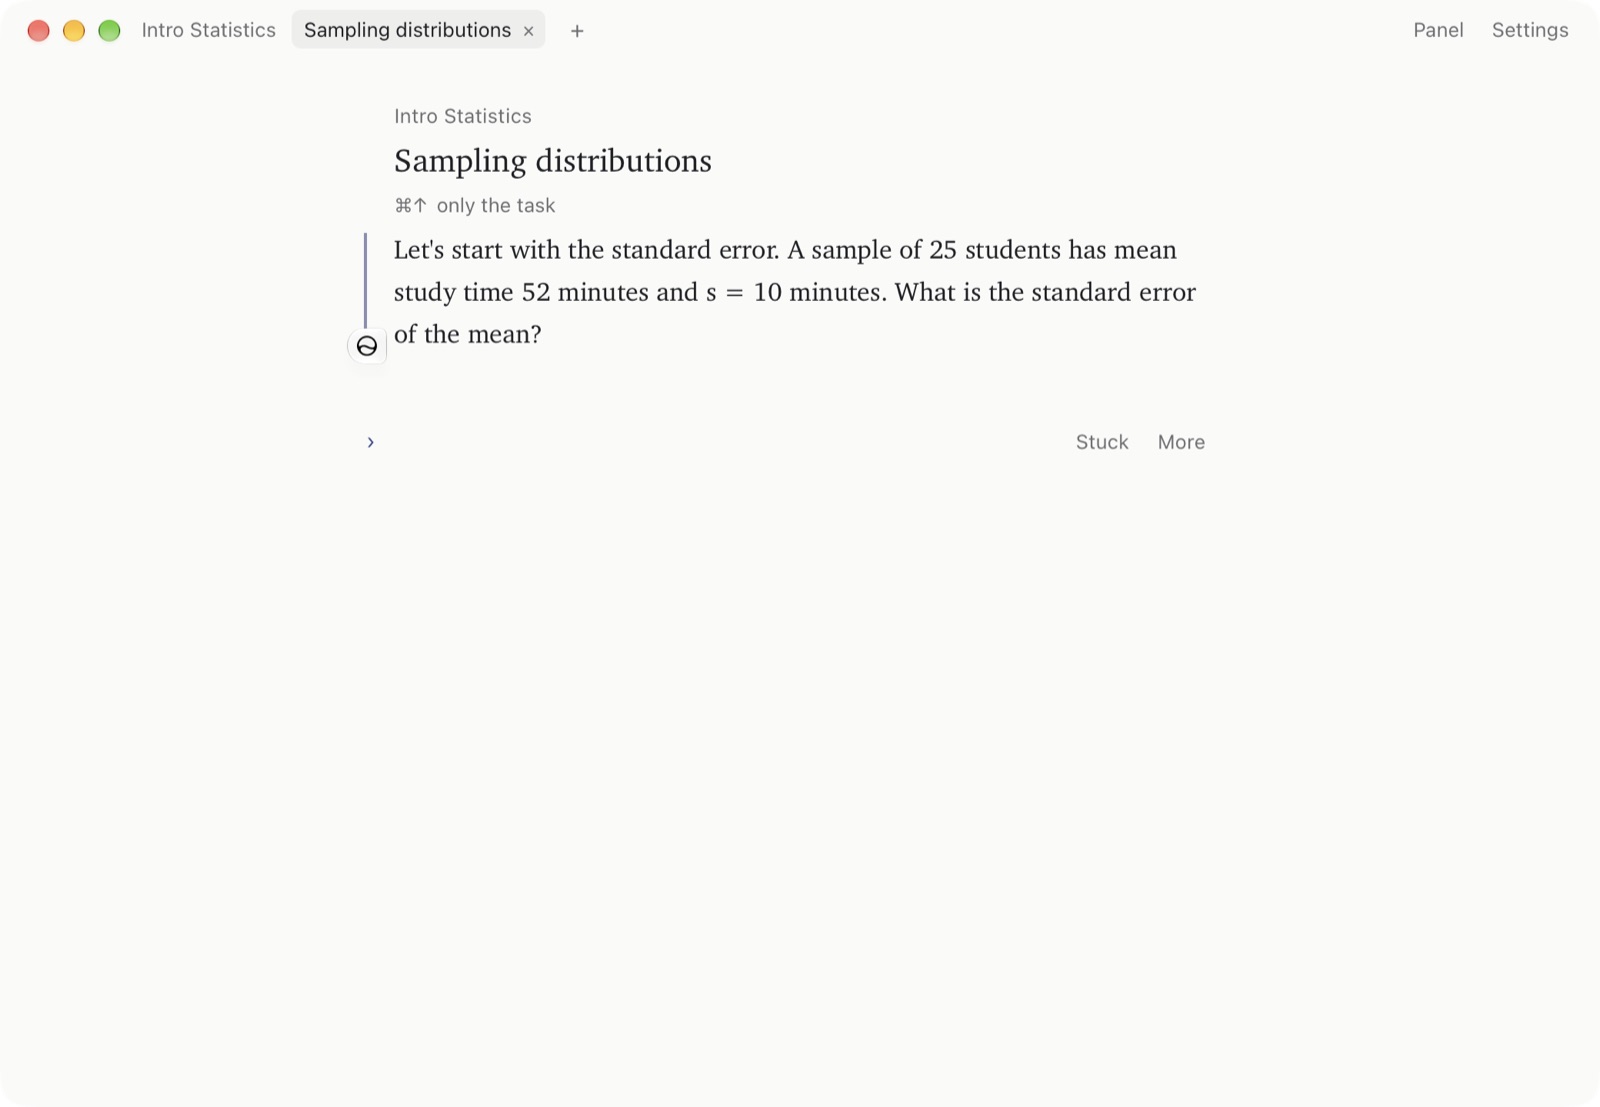 Intro Statistics
Sampling distributions ×
+
Panel
Settings
Intro Statistics
Sampling distributions
⌘↑ only the task
Let's start with the standard error. A sample of 25 students has mean
study time 52 minutes and s = 10 minutes. What is the standard error
of the mean?
›
Stuck
More